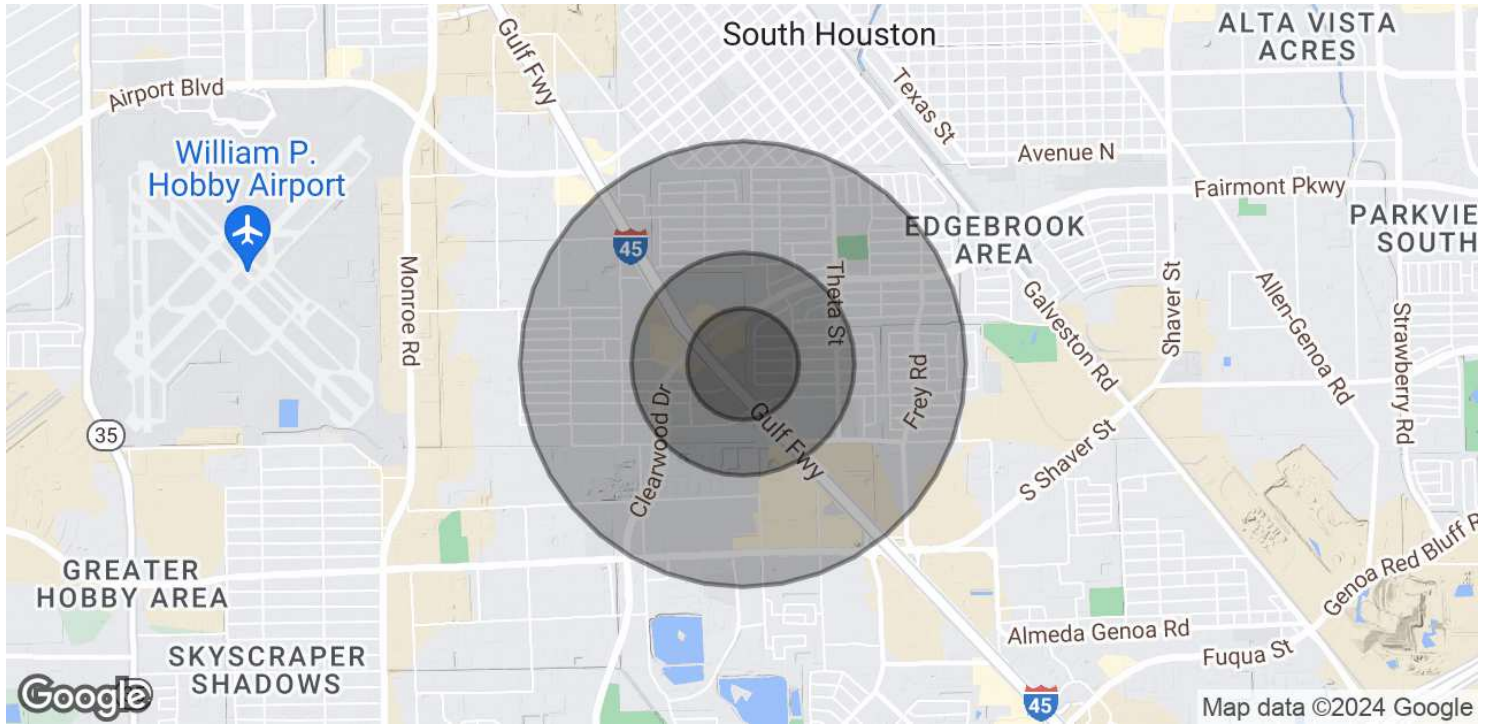 South Houston
ALTA VISTA
ACRES
Gulf Fwy
Airport Blvd
Texas St
Avenue N
William P.
Hobby Airport
Fairmont Pkwy
PARKVIE
SOUTH
EDGEBROOK
AREA
45
Monroe Rd
Theta St
Galveston Rd
Shaver St
Allen-Genoa Rd
Strawberry Rd
Frey Rd
Clearwood Dr
Gulf Fwy
35
S Shaver St
Genoa Red Bluff R
GREATER
HOBBY AREA
Almeda Genoa Rd
Fuqua St
SKYSCRAPER
SHADOWS
45
Google
Map data ©2024 Google